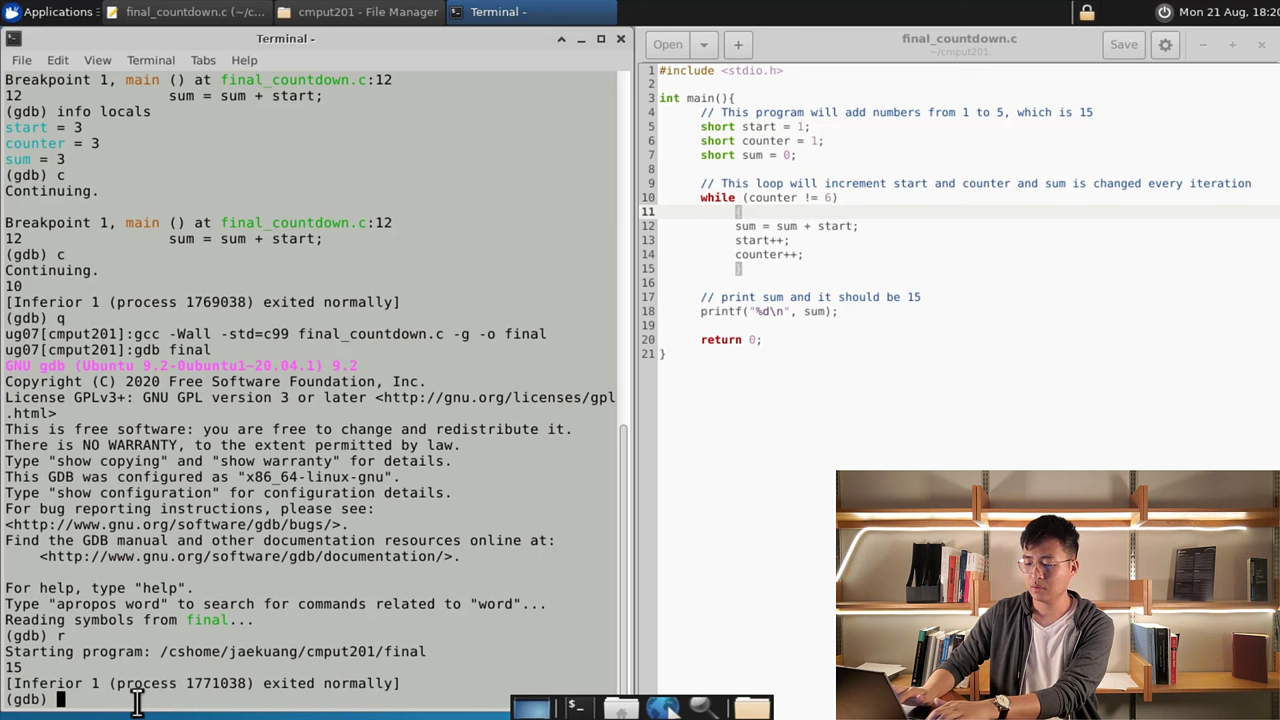 Applications
final_countdown.c (~/c...
cmput201 - File Manager
Terminal -
Mon 21 Aug, 18:20
Terminal -
File Edit View Terminal Tabs Help
Breakpoint 1, main () at final_countdown.c:12
12 sum = sum + start;
(gdb) info locals
start = 3
counter = 3
sum = 3
(gdb) c
Continuing.
Breakpoint 1, main () at final_countdown.c:12
12 sum = sum + start;
(gdb) c
Continuing.
10
[Inferior 1 (process 1769038) exited normally]
(gdb) q
ug07[cmput201]:gcc -Wall -std=c99 final_countdown.c -g -o final
ug07[cmput201]:gdb final
GNU gdb (Ubuntu 9.2-0ubuntu1~20.04.1) 9.2
Copyright (C) 2020 Free Software Foundation, Inc.
License GPLv3+: GNU GPL version 3 or later <http://gnu.org/licenses/gpl
.html>
This is free software: you are free to change and redistribute it.
There is NO WARRANTY, to the extent permitted by law.
Type "show copying" and "show warranty" for details.
This GDB was configured as "x86_64-linux-gnu".
Type "show configuration" for configuration details.
For bug reporting instructions, please see:
<http://www.gnu.org/software/gdb/bugs/>.
Find the GDB manual and other documentation resources online at:
<http://www.gnu.org/software/gdb/documentation/>.
For help, type "help".
Type "apropos word" to search for commands related to "word"...
Reading symbols from final...
(gdb) r
Starting program: /cshome/jaekuang/cmput201/final
15
[Inferior 1 (process 1771038) exited normally]
(gdb)
Open
final_countdown.c
~/cmput201
Save
1 #include <stdio.h>
2
3 int main(){
4 // This program will add numbers from 1 to 5, which is 15
5 short start = 1;
6 short counter = 1;
7 short sum = 0;
8
9 // This loop will increment start and counter and sum is changed every iteration
10 while (counter != 6)
11 {
12 sum = sum + start;
13 start++;
14 counter++;
15 }
16
17 // print sum and it should be 15
18 printf("%d\n", sum);
19
20 return 0;
21 }